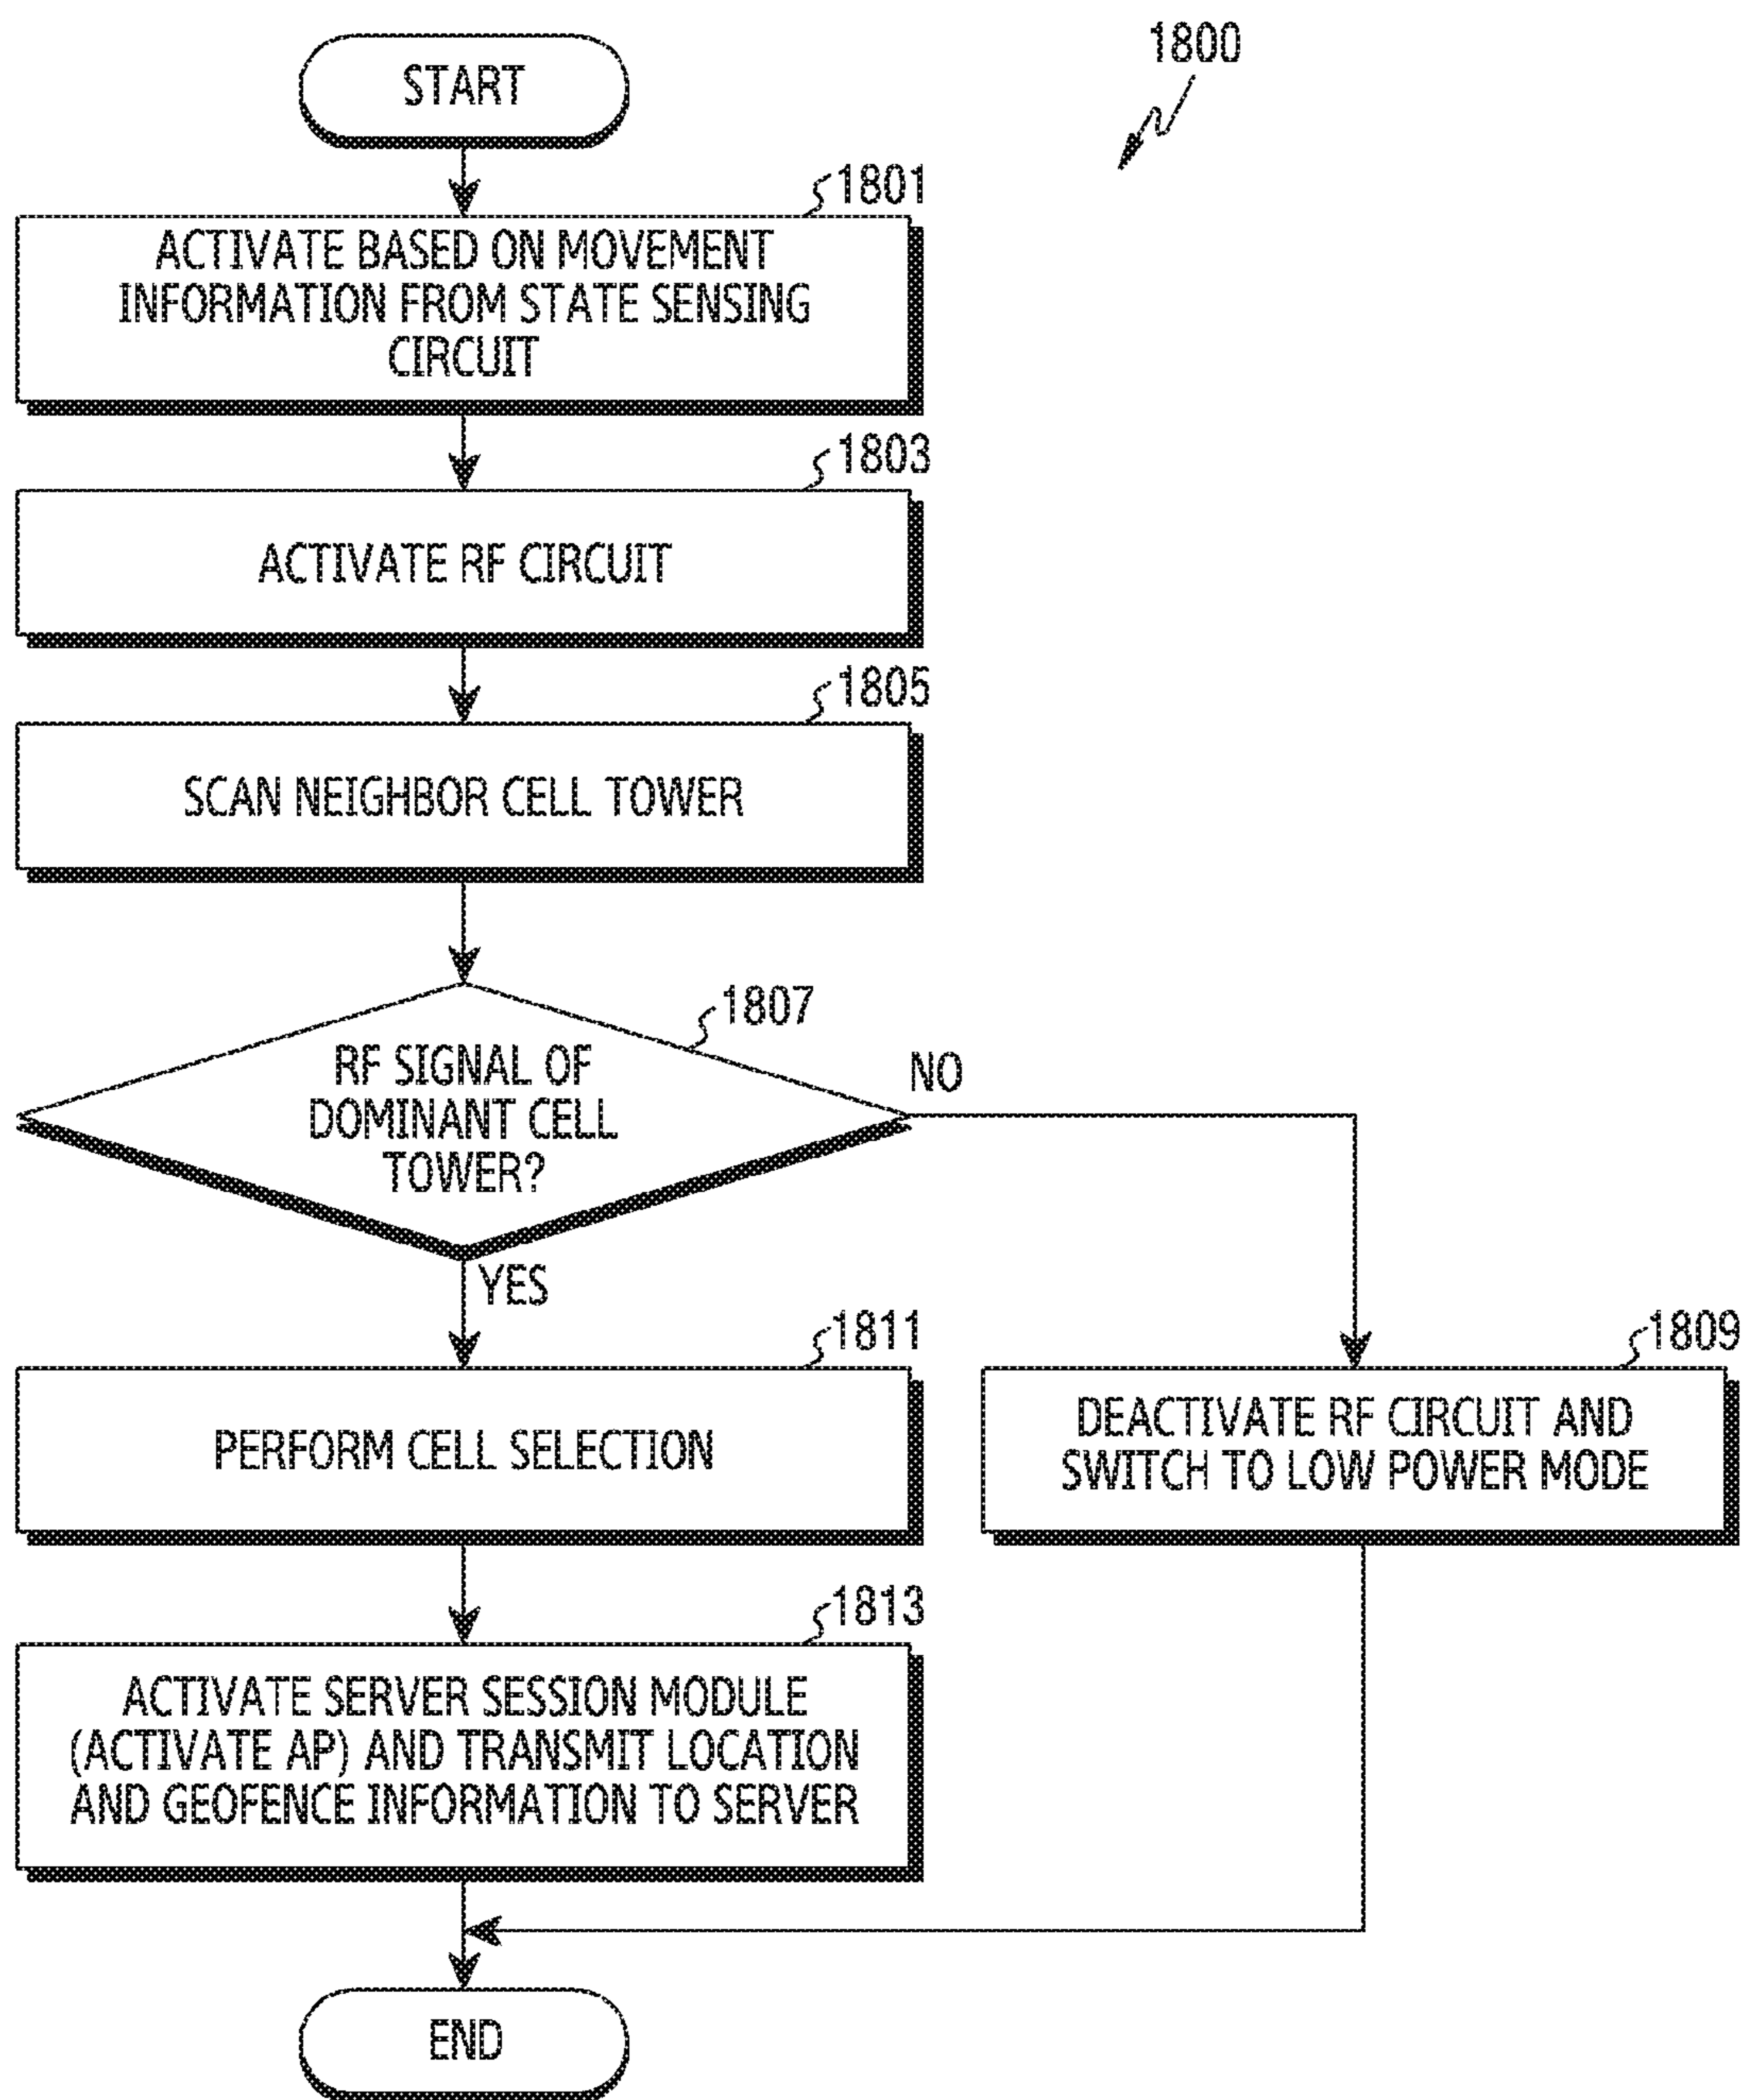 START
1800
1801
ACTIVATE BASED ON MOVEMENT
INFORMATION FROM STATE SENSING
CIRCUIT
1803
ACTIVATE RF CIRCUIT
1805
SCAN NEIGHBOR CELL TOWER
1807
RF SIGNAL OF
DOMINANT CELL
TOWER?
NO
YES
1811
PERFORM CELL SELECTION
1809
DEACTIVATE RF CIRCUIT AND
SWITCH TO LOW POWER MODE
1813
ACTIVATE SERVER SESSION MODULE
(ACTIVATE AP) AND TRANSMIT LOCATION
AND GEOFENCE INFORMATION TO SERVER
END